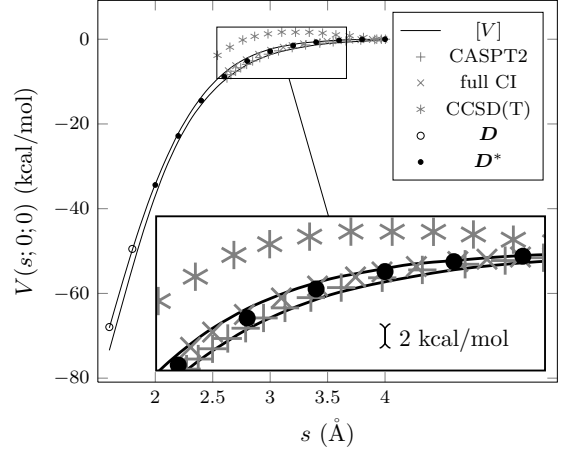 [V]
CASPT2
full CI
CCSD(T)
D
D*
0
−20
−40
−60
−80
V(s; 0; 0) (kcal/mol)
2 kcal/mol
2 2.5 3 3.5 4
s (Å)